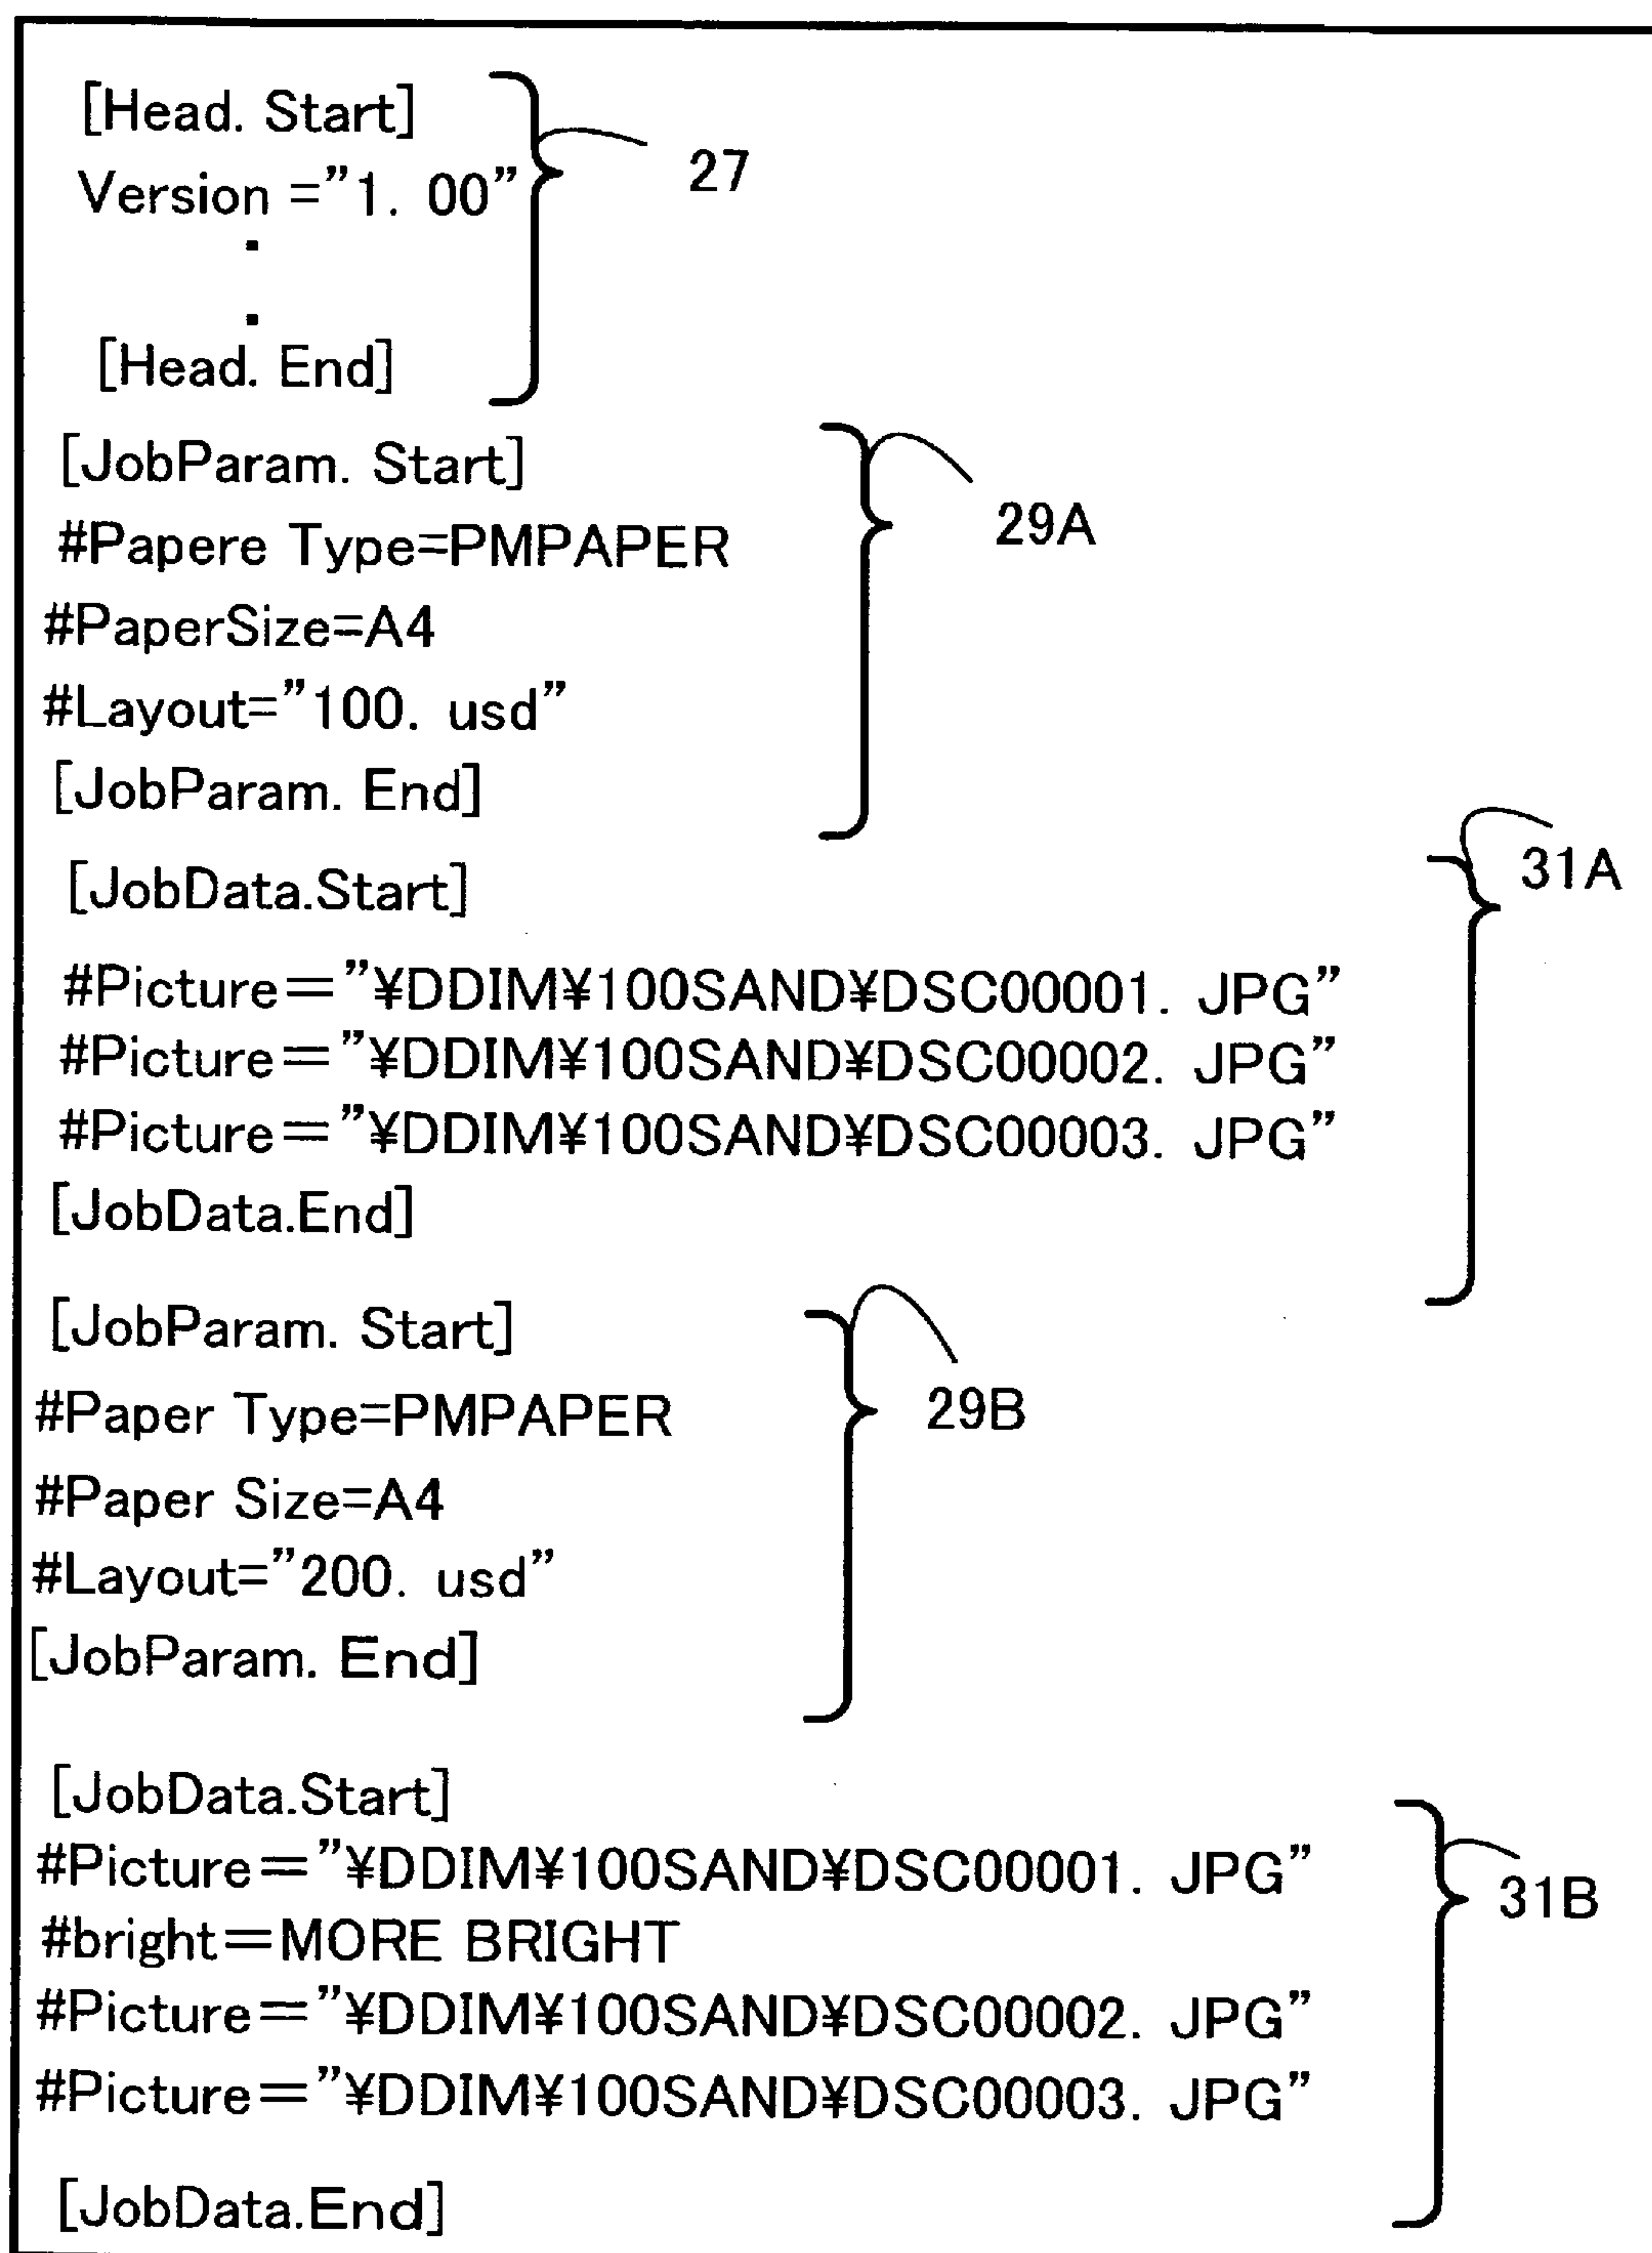 [Head. Start]
Version ="1. 00"
.
.
[Head. End]
27
[JobParam. Start]
#Papere Type=PMPAPER
#PaperSize=A4
#Layout="100. usd"
[JobParam. End]
29A
[JobData.Start]
#Picture="¥DDIM¥100SAND¥DSC00001. JPG"
#Picture="¥DDIM¥100SAND¥DSC00002. JPG"
#Picture="¥DDIM¥100SAND¥DSC00003. JPG"
[JobData.End]
31A
[JobParam. Start]
#Paper Type=PMPAPER
#Paper Size=A4
#Layout="200. usd"
[JobParam. End]
29B
[JobData.Start]
#Picture="¥DDIM¥100SAND¥DSC00001. JPG"
#bright=MORE BRIGHT
#Picture="¥DDIM¥100SAND¥DSC00002. JPG"
#Picture="¥DDIM¥100SAND¥DSC00003. JPG"
[JobData.End]
31B